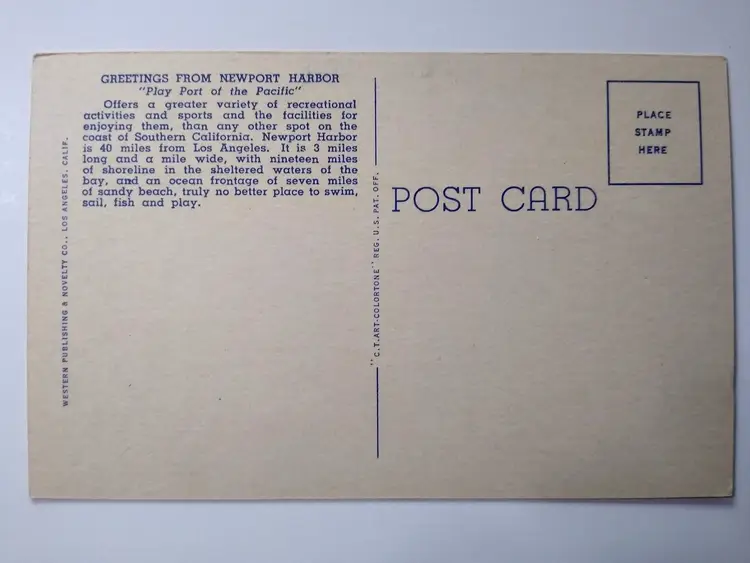 GREETINGS FROM NEWPORT HARBOR
"Play Port of the Pacific"
Offers a greater variety of recreational
activities and sports and the facilities for
enjoying them, than any other spot on the
coast of Southern California. Newport Harbor
is 40 miles from Los Angeles. It is 3 miles
long and a mile wide, with nineteen miles
of shoreline in the sheltered waters of the
bay, and an ocean frontage of seven miles
of sandy beach, truly no better place to swim,
sail, fish and play.
WESTERN PUBLISHING & NOVELTY CO., LOS ANGELES, CALIF.
"C.T.ART-COLORTONE" REG. U.S. PAT. OFF.
POST CARD
PLACE
STAMP
HERE